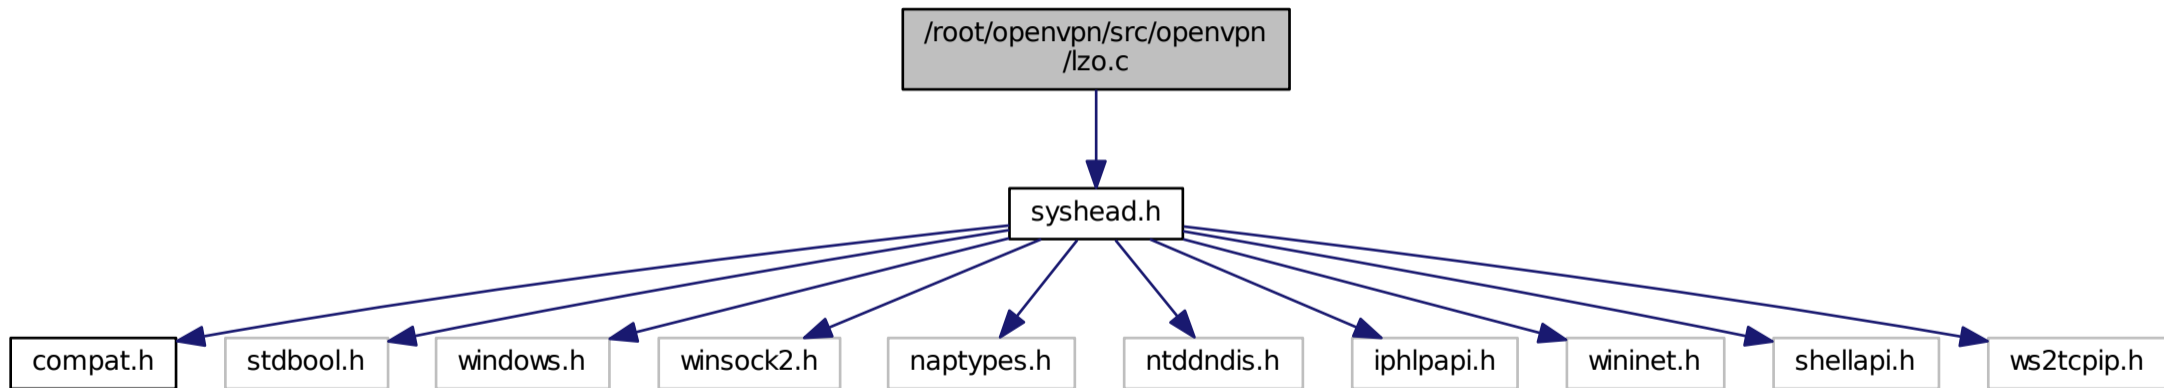 /root/openvpn/src/openvpn
/lzo.c
syshead.h
compat.h
stdbool.h
windows.h
winsock2.h
naptypes.h
ntddndis.h
iphlpapi.h
wininet.h
shellapi.h
ws2tcpip.h